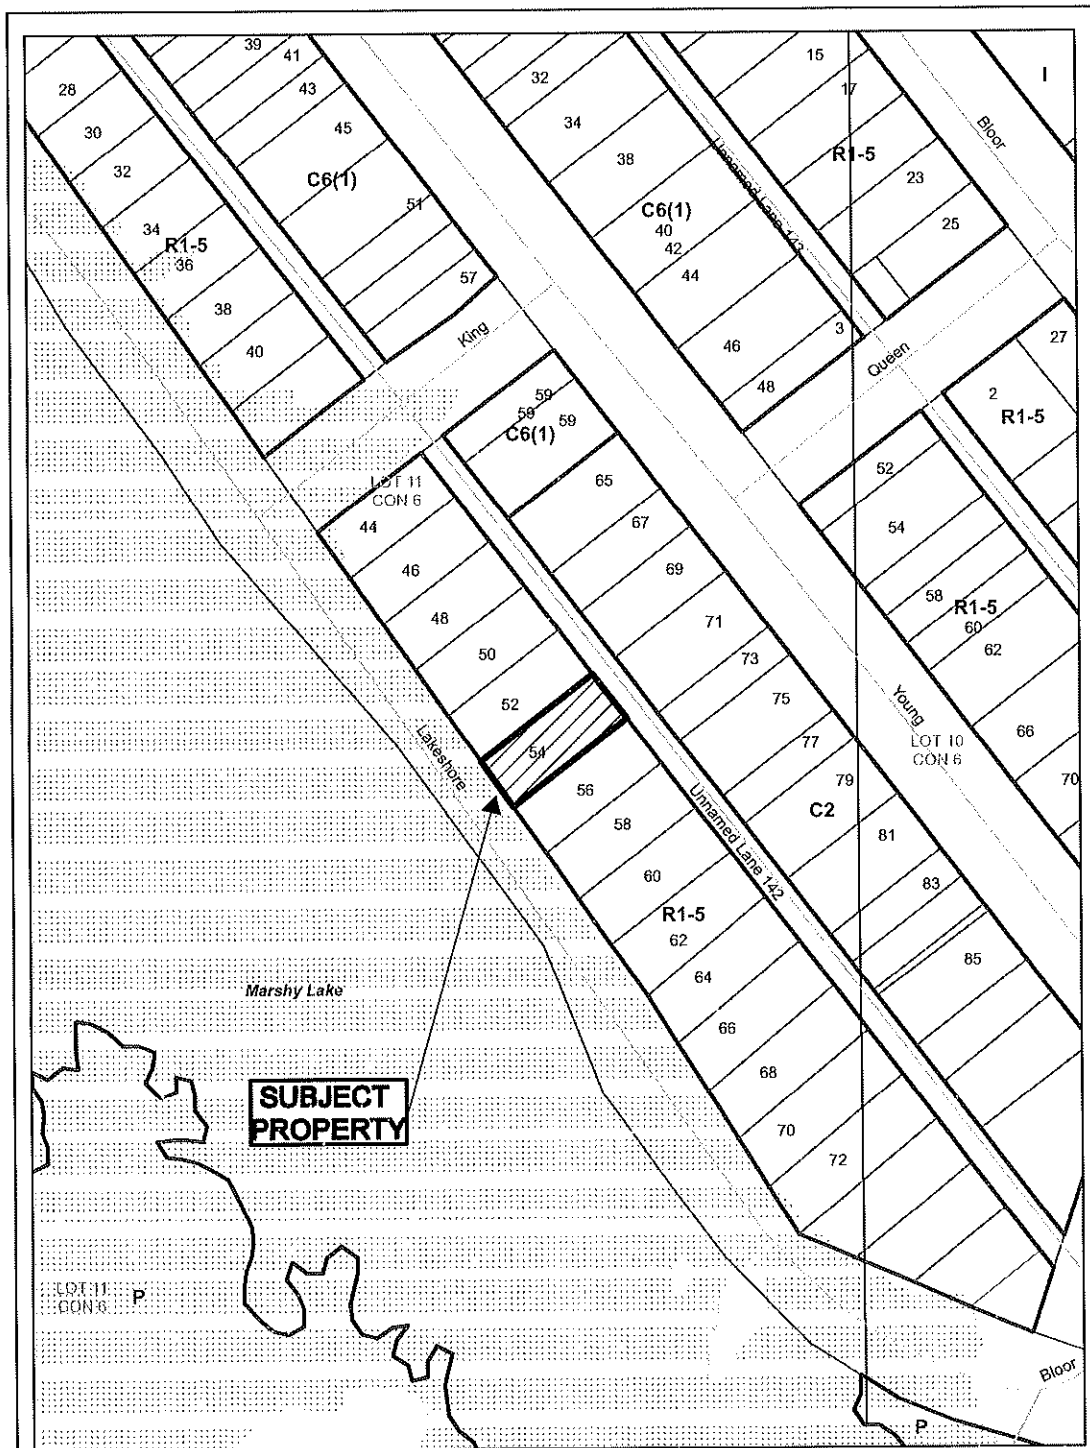 39
41
43
45
C6(1)
51
57
28
30
32
34
R1-5
36
38
40
32
34
38
C6(1)
40
42
44
46
48
3
Unnamed Lane 143
15
17
R1-5
23
25
Bloor
I
King
Queen
27
2
R1-5
59
59
59
C6(1)
LOT 11
CON 6
44
46
48
50
52
54
56
58
60
R1-5
62
64
66
68
70
72
65
67
69
71
73
75
77
79
C2
81
83
85
52
54
58
R1-5
60
62
66
70
Young
LOT 10
CON 6
Lakeshore
Unnamed Lane 142
Marshy Lake
SUBJECT
PROPERTY
LOT 11
CON 6
P
Bloor
P